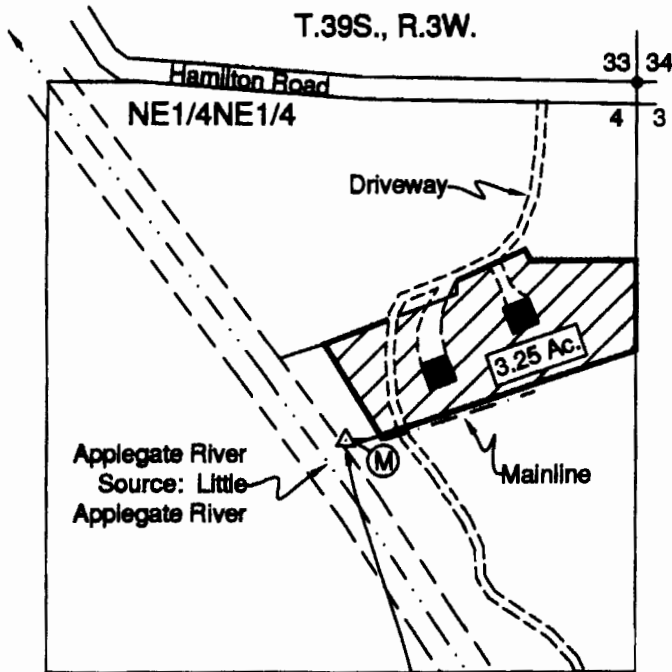 T.39S., R.3W.
33 34
Hamilton Road
NE1/4NE1/4
4 3
Driveway
3.25 Ac.
Applegate River
Source: Little
Applegate River
M
Mainline